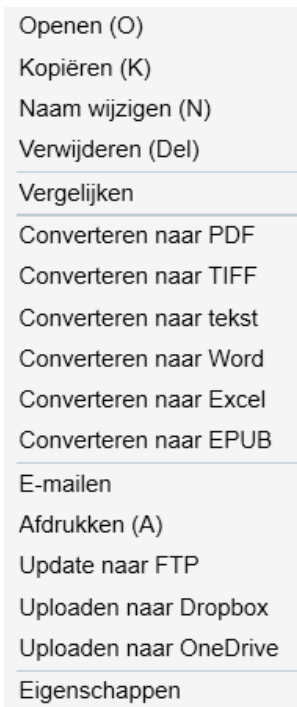 Openen (O)
Kopiëren (K)
Naam wijzigen (N)
Verwijderen (Del)
Vergelijken
Converteren naar PDF
Converteren naar TIFF
Converteren naar tekst
Converteren naar Word
Converteren naar Excel
Converteren naar EPUB
E-mailen
Afdrukken (A)
Update naar FTP
Uploaden naar Dropbox
Uploaden naar OneDrive
Eigenschappen